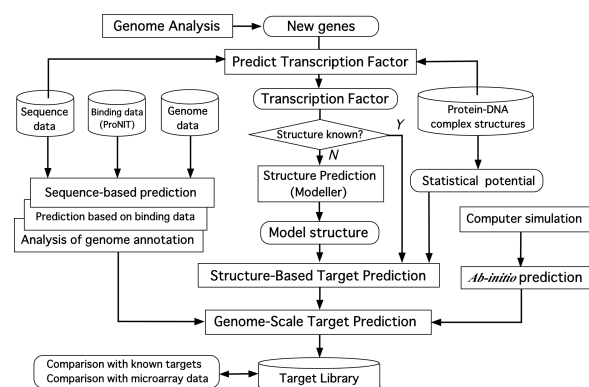 Genome Analysis
New genes
Predict Transcription Factor
Sequence
data
Binding data
(ProNIT)
Genome
data
Transcription Factor
Protein-DNA
complex structures
Structure known?
Y
N
Sequence-based prediction
Prediction based on binding data
Analysis of genome annotation
Structure Prediction
(Modeller)
Statistical potential
Model structure
Computer simulation
Structure-Based Target Prediction
Ab-initio prediction
Genome-Scale Target Prediction
Comparison with known targets
Comparison with microarray data
Target Library